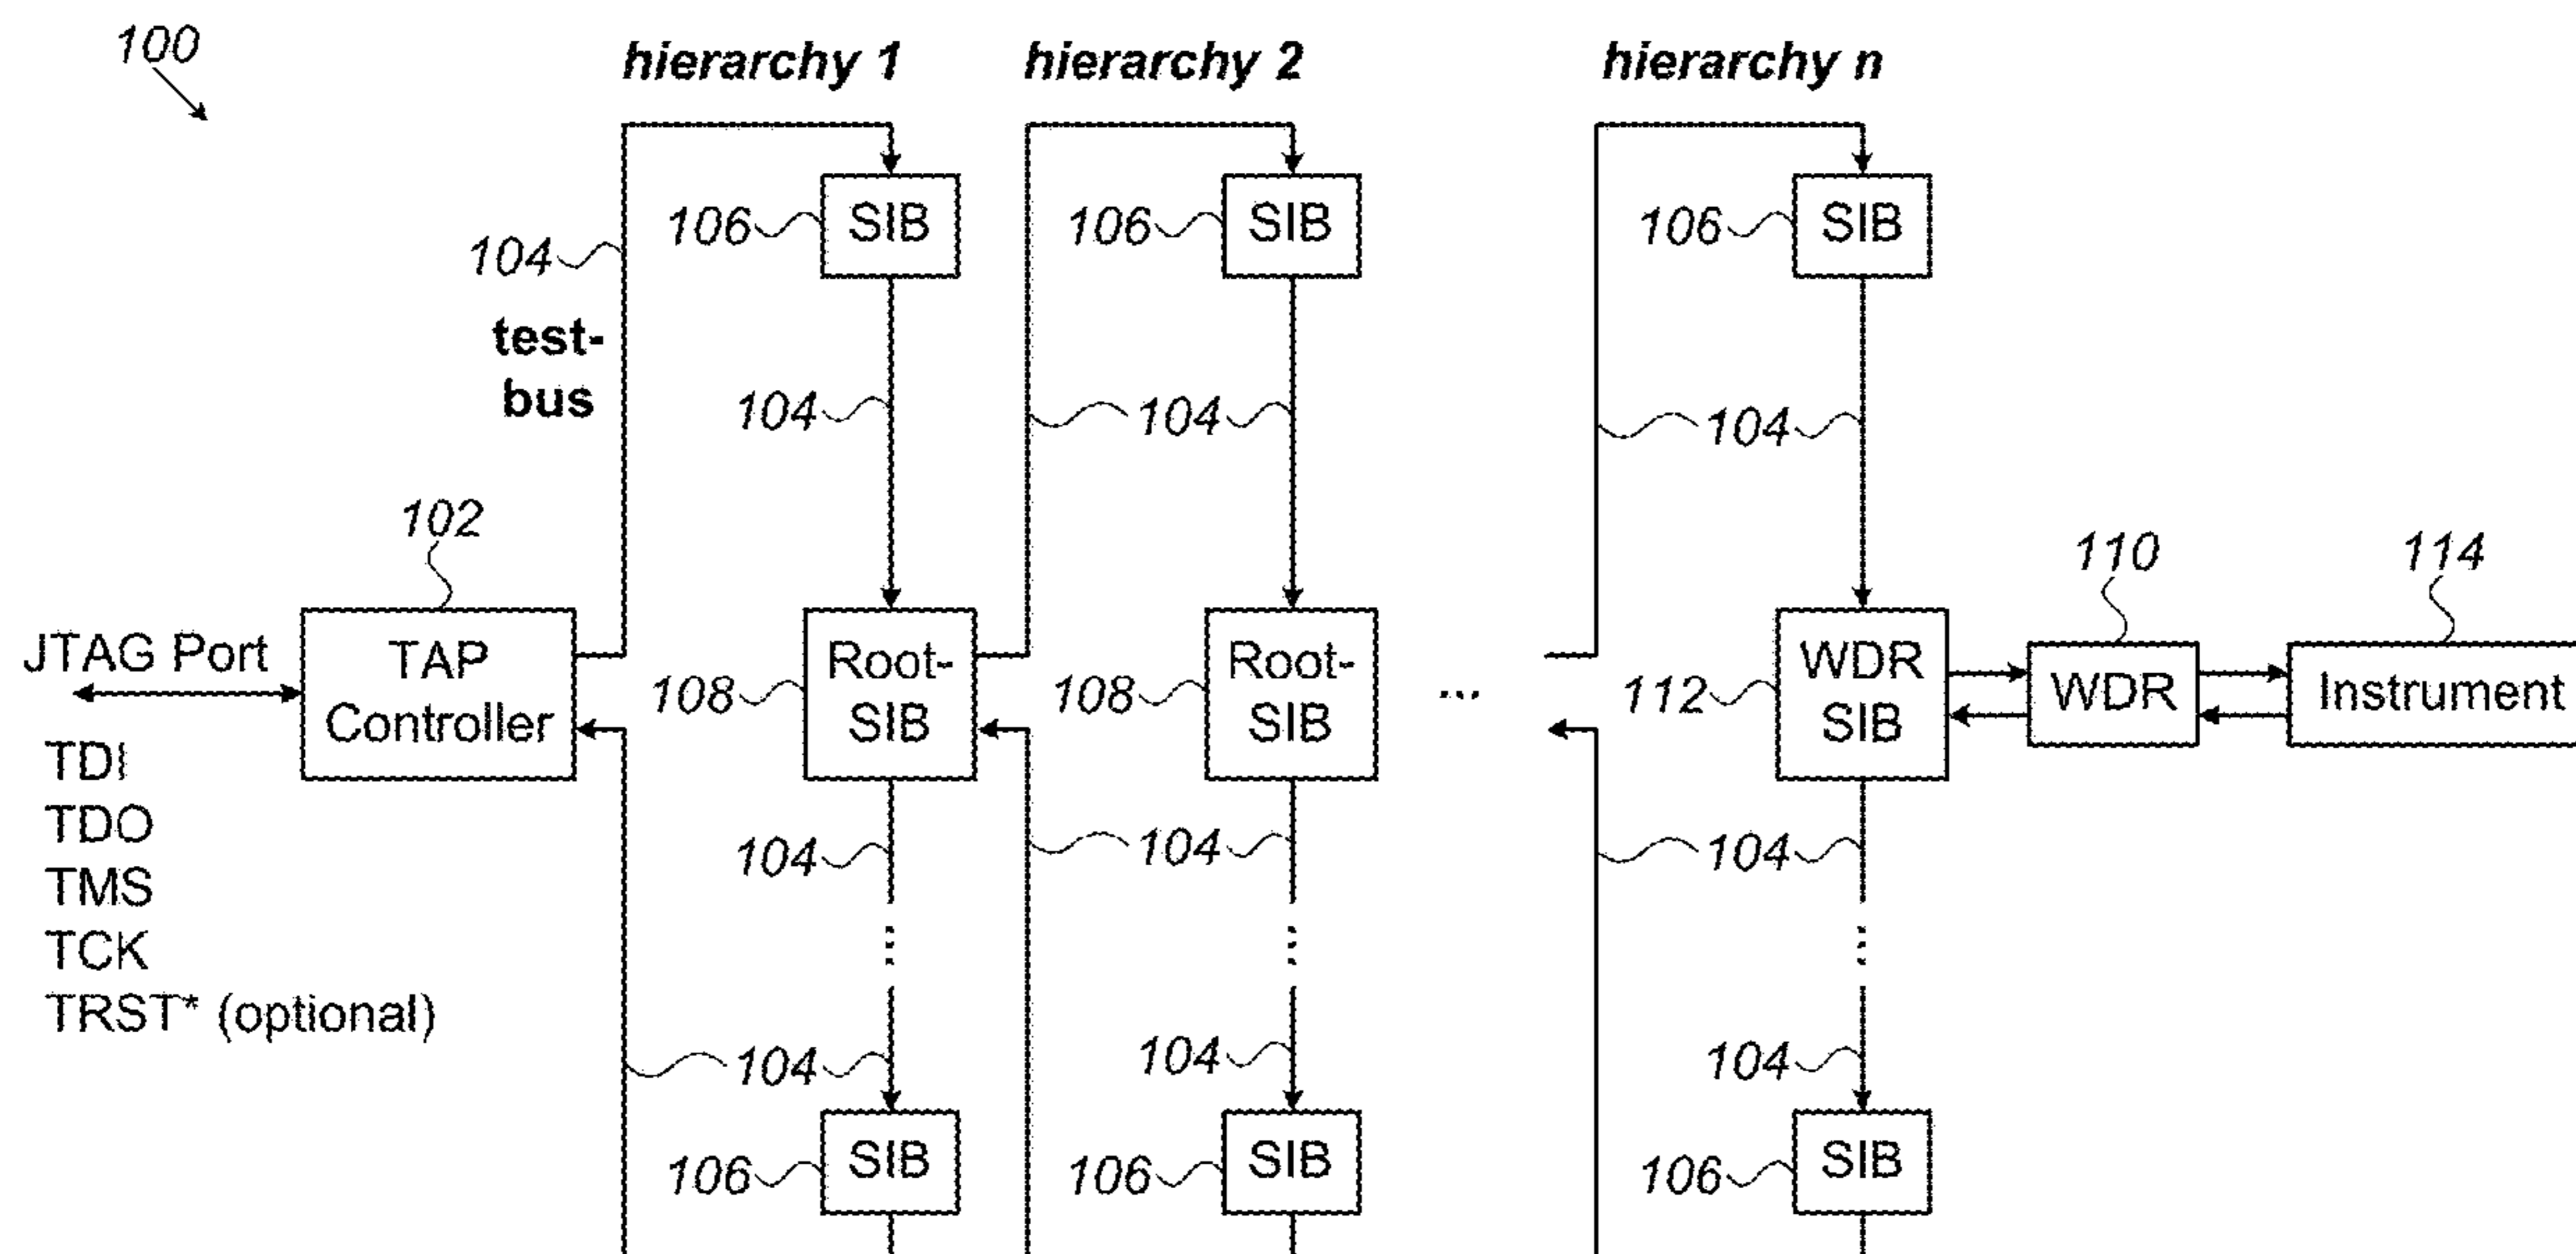 100
hierarchy 1 hierarchy 2 hierarchy n
106 SIB 106 SIB 106 SIB
104
test-
bus
104 104 104
102 110 114
JTAG Port
TAP
Controller
108 Root-
SIB
108 Root-
SIB
...
112 WDR
SIB
WDR
Instrument
TDI
TDO
TMS
TCK
TRST* (optional)
104 104 104
104 104 104
106 SIB 106 SIB 106 SIB